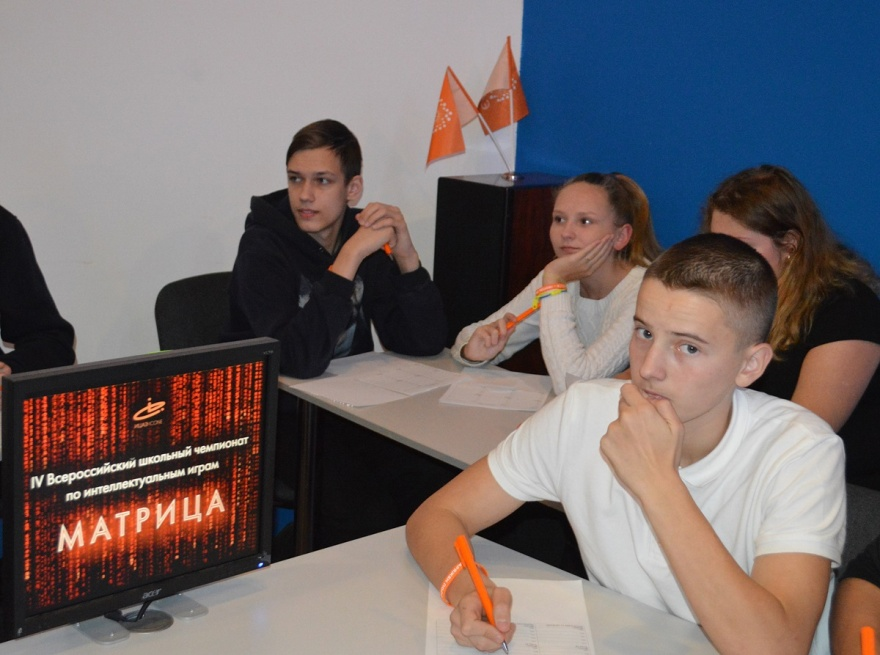 IV Всероссийский школьный чемпионат
по интеллектуальным играм
МАТРИЦА
acer